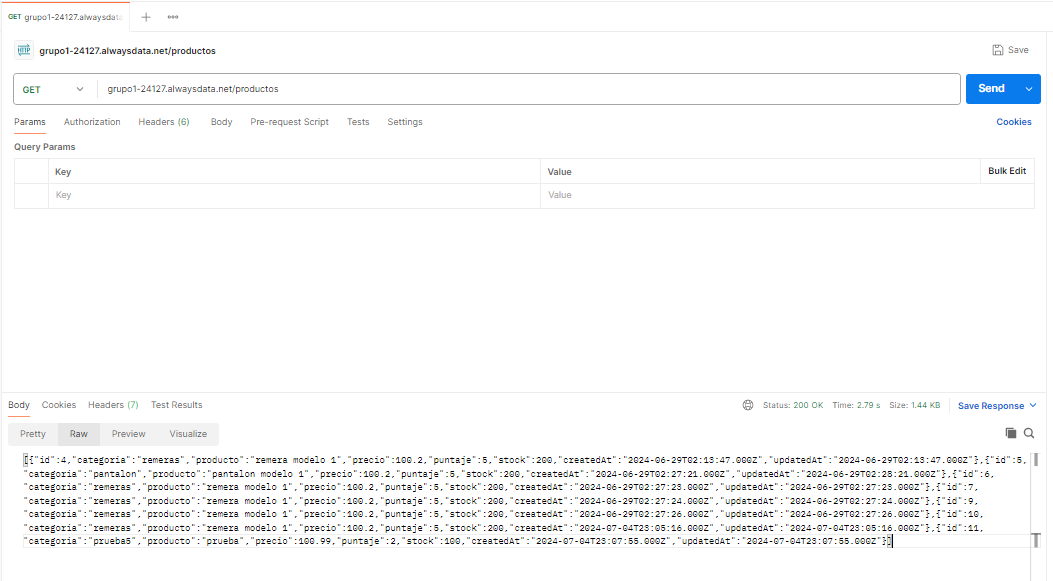 GET grupo1-24127.alwaysdata
grupo1-24127.alwaysdata.net/productos
Save
GET
grupo1-24127.alwaysdata.net/productos
Send
Params Authorization Headers (6) Body Pre-request Script Tests Settings
Cookies
Query Params
Key Value Bulk Edit
Key Value
Body Cookies Headers (7) Test Results
Status: 200 OK Time: 2.79 s Size: 1.44 KB Save Response
Pretty Raw Preview Visualize
[{"id":4,"categoria":"remeras","producto":"remera modelo 1","precio":100.2,"puntaje":5,"stock":200,"createdAt":"2024-06-29T02:13:47.000Z","updatedAt":"2024-06-29T02:13:47.000Z"},{"id":5,
"categoria":"pantalon","producto":"pantalon modelo 1","precio":100.2,"puntaje":5,"stock":200,"createdAt":"2024-06-29T02:27:21.000Z","updatedAt":"2024-06-29T02:28:21.000Z"},{"id":6,
"categoria":"remeras","producto":"remera modelo 1","precio":100.2,"puntaje":5,"stock":200,"createdAt":"2024-06-29T02:27:23.000Z","updatedAt":"2024-06-29T02:27:23.000Z"},{"id":7,
"categoria":"remeras","producto":"remera modelo 1","precio":100.2,"puntaje":5,"stock":200,"createdAt":"2024-06-29T02:27:24.000Z","updatedAt":"2024-06-29T02:27:24.000Z"},{"id":9,
"categoria":"remeras","producto":"remera modelo 1","precio":100.2,"puntaje":5,"stock":200,"createdAt":"2024-06-29T02:27:26.000Z","updatedAt":"2024-06-29T02:27:26.000Z"},{"id":10,
"categoria":"remeras","producto":"remera modelo 1","precio":100.2,"puntaje":5,"stock":200,"createdAt":"2024-07-04T23:05:16.000Z","updatedAt":"2024-07-04T23:05:16.000Z"},{"id":11,
"categoria":"prueba5","producto":"prueba","precio":100.99,"puntaje":2,"stock":100,"createdAt":"2024-07-04T23:07:55.000Z","updatedAt":"2024-07-04T23:07:55.000Z"}]